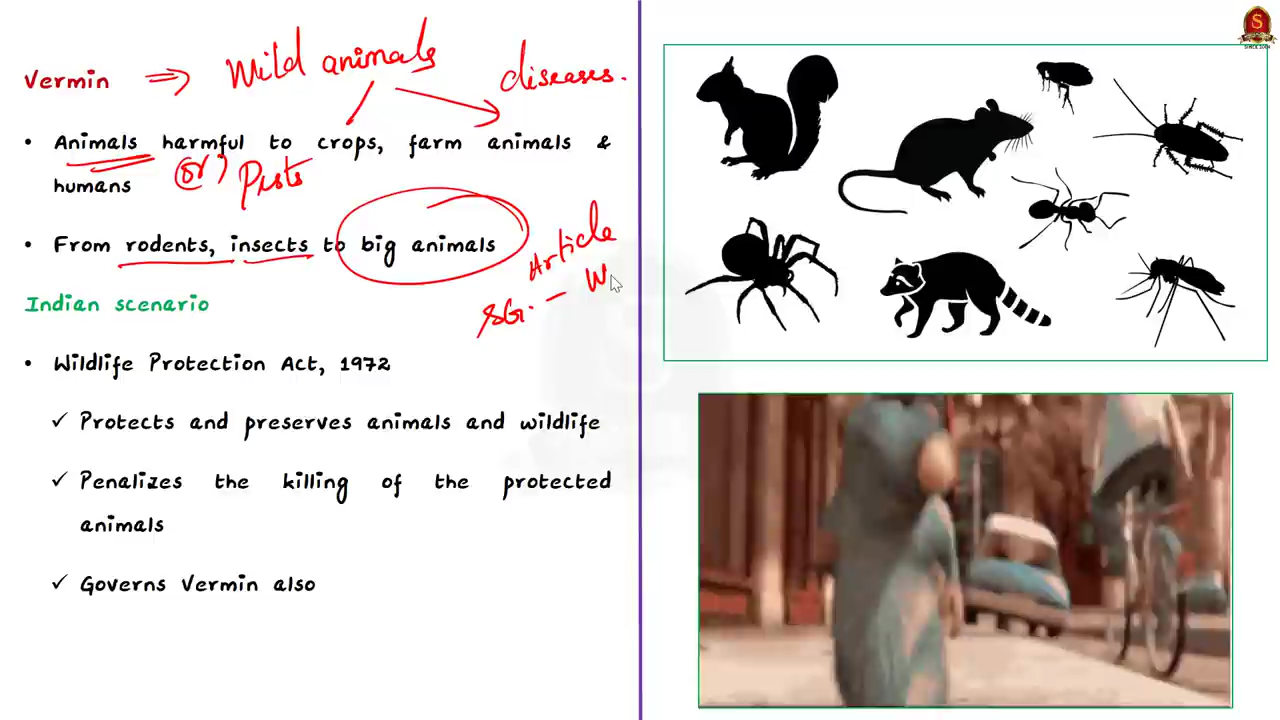 Vermin ⇒ Wild animals
diseases.
• Animals harmful to crops, farm animals &
humans
(or) Pests
• From rodents, insects to big animals
Article
SG. – W
Indian scenario
• Wildlife Protection Act, 1972
✓ Protects and preserves animals and wildlife
✓ Penalizes the killing of the protected
animals
✓ Governs Vermin also
S
SINCE 2004